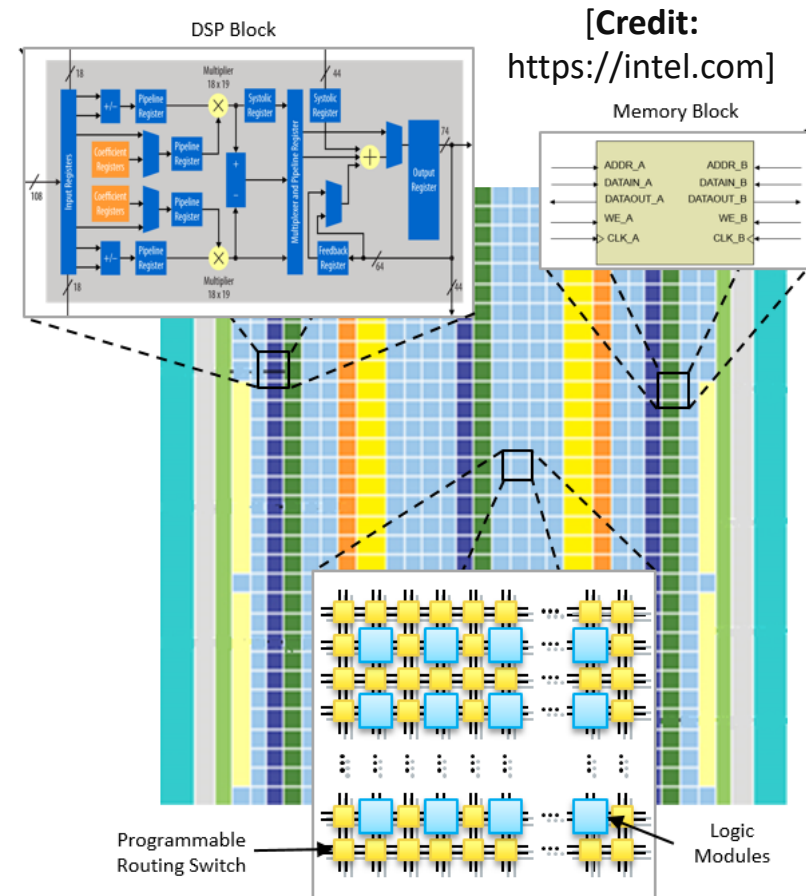 DSP Block
[Credit:
https://intel.com]
Memory Block
18
44
Multiplier
18 x 19
+/−
Pipeline
Register
×
Systolic
Register
Systolic
Register
Coefficient
Registers
Pipeline
Register
Input Registers
108
+
−
Multiplexer and Pipeline Register
+
74
Output
Register
Coefficient
Registers
Pipeline
Register
+/−
Pipeline
Register
×
Multiplier
18 x 19
Feedback
Register
64
18
44
ADDR_A
ADDR_B
DATAIN_A
DATAIN_B
DATAOUT_A
DATAOUT_B
WE_A
WE_B
CLK_A
CLK_B
Programmable
Routing Switch
Logic
Modules